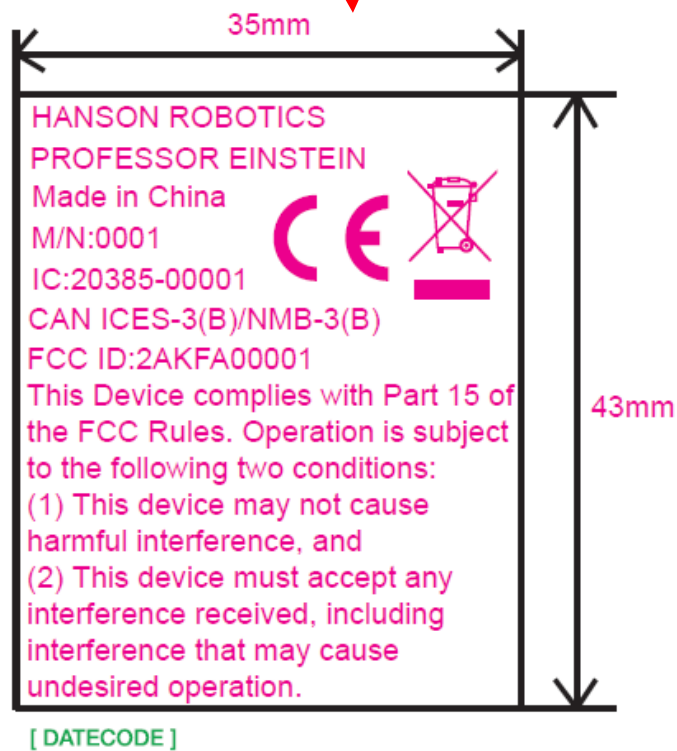 35mm
HANSON ROBOTICS
PROFESSOR EINSTEIN
Made in China
M/N:0001
IC:20385-00001
CE
CAN ICES-3(B)/NMB-3(B)
FCC ID:2AKFA00001
This Device complies with Part 15 of
the FCC Rules. Operation is subject
to the following two conditions:
(1) This device may not cause
harmful interference, and
(2) This device must accept any
interference received, including
interference that may cause
undesired operation.
43mm
[ DATECODE ]